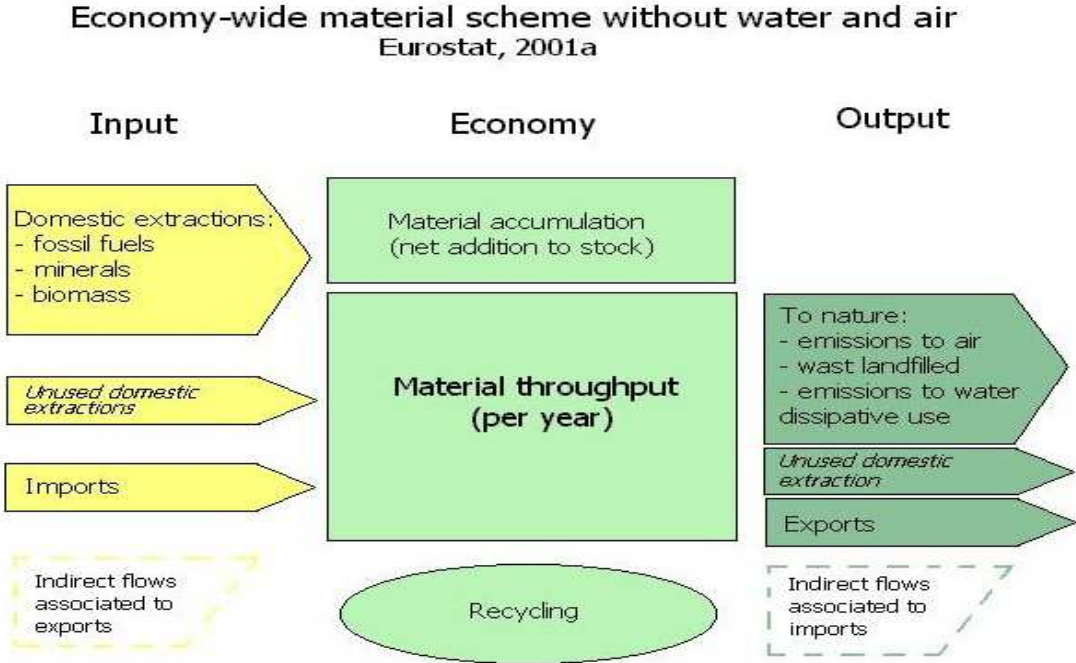 Economy-wide material scheme without water and air
Eurostat, 2001a
Input
Economy
Output
Domestic extractions:
- fossil fuels
- minerals
- biomass
Unused domestic
extractions
Imports
Indirect flows
associated to
exports
Material accumulation
(net addition to stock)
Material throughput
(per year)
Recycling
To nature:
- emissions to air
- wast landfilled
- emissions to water
dissipative use
Unused domestic
extraction
Exports
Indirect flows
associated to
imports